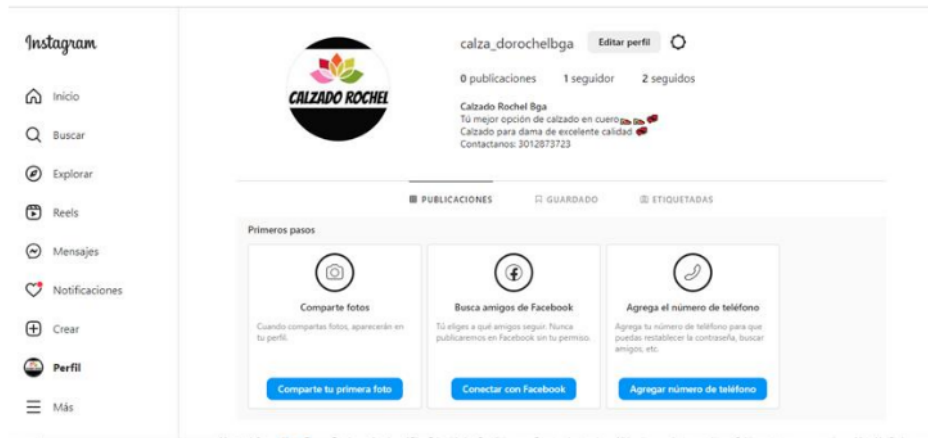 Instagram
Inicio
Buscar
Explorar
Reels
Mensajes
Notificaciones
Crear
Perfil
Más
CALZADO ROCHEL
calza_dorochelbga Editar perfil
0 publicaciones 1 seguidor 2 seguidos
Calzado Rochel Bga
Tú mejor opción de calzado en cuero
Calzado para dama de excelente calidad
Contactanos: 3012873723
PUBLICACIONES GUARDADO ETIQUETADAS
Primeros pasos
Comparte fotos
Cuando compartas fotos, aparecerán en
tu perfil.
Comparte tu primera foto
Busca amigos de Facebook
Tú eliges a qué amigos seguir. Nunca
publicaremos en Facebook sin tu permiso.
Conectar con Facebook
Agrega el número de teléfono
Agrega tu número de teléfono para que
puedas restablecer la contraseña, buscar
amigos, etc.
Agregar número de teléfono